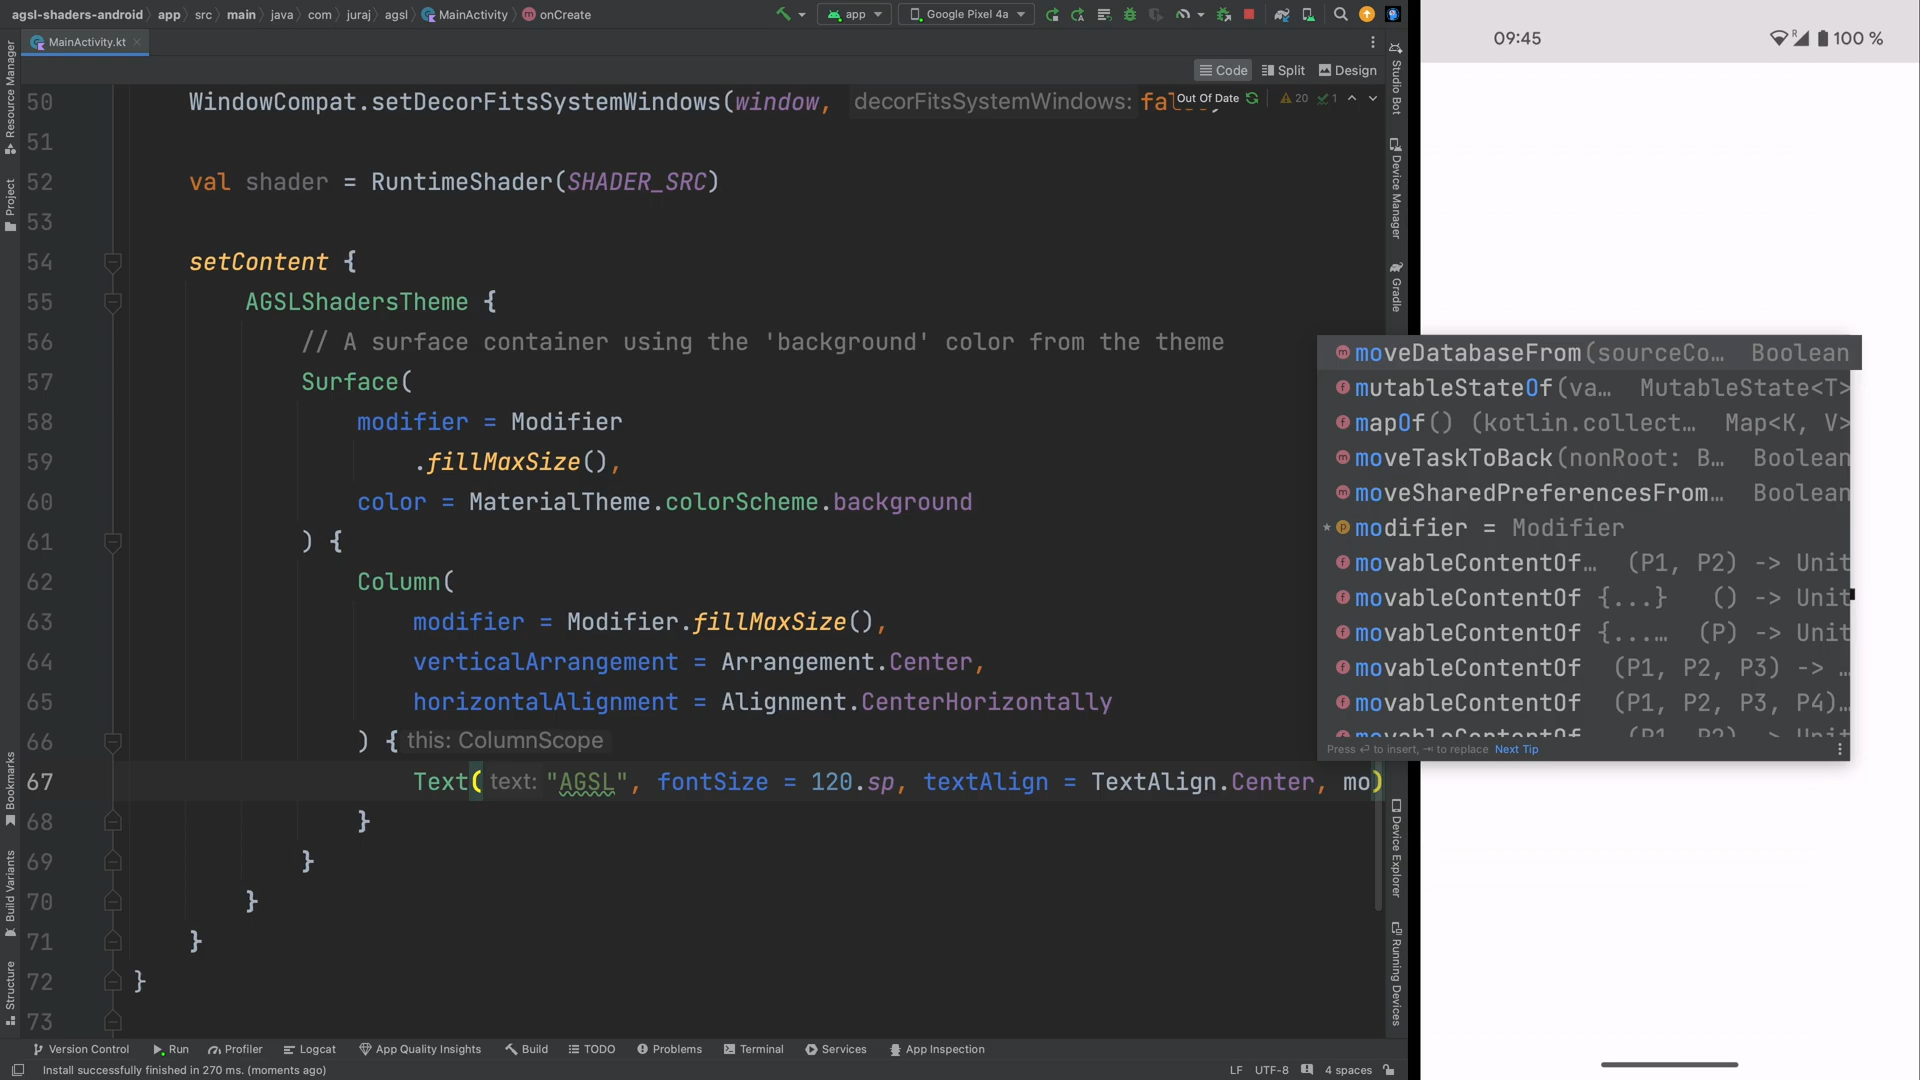 agsl-shaders-android app src main java com juraj agsl MainActivity onCreate
app Google Pixel 4a
09:45 R 100 %
MainActivity.kt
Code Split Design
50 WindowCompat.setDecorFitsSystemWindows(window, decorFitsSystemWindows:
Out Of Date 20 1
51
52 val shader = RuntimeShader(SHADER_SRC)
53
54 setContent {
55 AGSLShadersTheme {
56 // A surface container using the 'background' color from the theme
57 Surface(
58 modifier = Modifier
59 .fillMaxSize(),
60 color = MaterialTheme.colorScheme.background
61 ) {
62 Column(
63 modifier = Modifier.fillMaxSize(),
64 verticalArrangement = Arrangement.Center,
65 horizontalAlignment = Alignment.CenterHorizontally
66 ) { this: ColumnScope
67 Text( text: "AGSL", fontSize = 120.sp, textAlign = TextAlign.Center, mo)
68 }
69 }
70 }
71 }
72 }
73
moveDatabaseFrom(sourceCo… Boolean
mutableStateOf(va… MutableState<T>
mapOf() (kotlin.collect… Map<K, V>
moveTaskToBack(nonRoot: B… Boolean
moveSharedPreferencesFrom… Boolean
modifier = Modifier
movableContentOf… (P1, P2) -> Unit
movableContentOf {...} () -> Unit
movableContentOf {...… (P) -> Unit
movableContentOf (P1, P2, P3) -> …
movableContentOf (P1, P2, P3, P4)…
Press ⏎ to insert, ⇥ to replace Next Tip
Resource Manager
Project
Bookmarks
Build Variants
Structure
Studio Bot
Device Manager
Gradle
Device Explorer
Running Devices
Version Control Run Profiler Logcat App Quality Insights Build TODO Problems Terminal Services App Inspection
Install successfully finished in 270 ms. (moments ago)
LF UTF-8 4 spaces